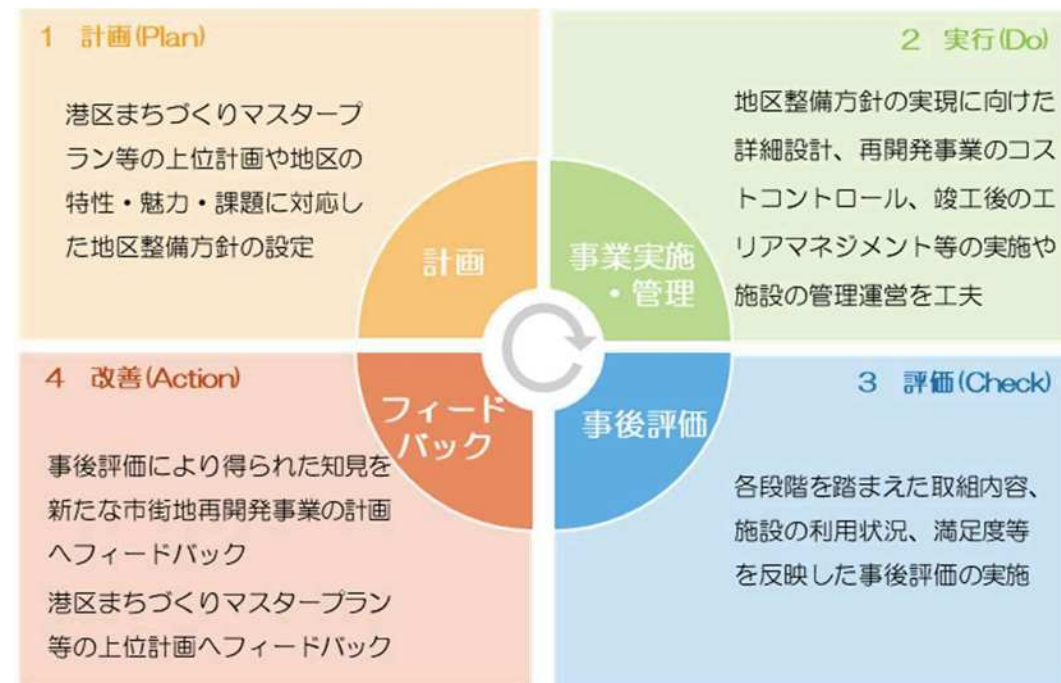 1 計画(Plan)
港区まちづくりマスタープ
ラン等の上位計画や地区の
特性・魅力・課題に対応し
た地区整備方針の設定
計画
2 実行(Do)
地区整備方針の実現に向けた
詳細設計、再開発事業のコス
トコントロール、竣工後のエ
リアマネジメント等の実施や
施設の管理運営を工夫
事業実施
・管理
3 評価(Check)
各段階を踏まえた取組内容、
施設の利用状況、満足度等
を反映した事後評価の実施
事後評価
4 改善(Action)
事後評価により得られた知見を
新たな市街地再開発事業の計画
へフィードバック
港区まちづくりマスタープラン
等の上位計画へフィードバック
フィード
バック